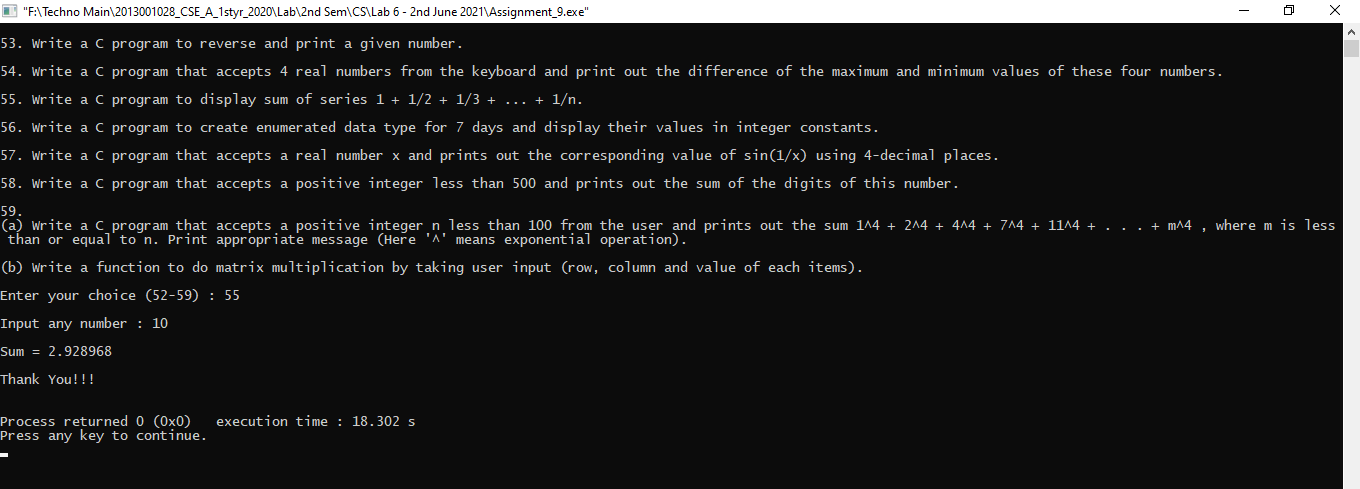 "F:\Techno Main\2013001028_CSE_A_1styr_2020\Lab\2nd Sem\CS\Lab 6 - 2nd June 2021\Assignment_9.exe"
53. Write a C program to reverse and print a given number.
54. Write a C program that accepts 4 real numbers from the keyboard and print out the difference of the maximum and minimum values of these four numbers.
55. Write a C program to display sum of series 1 + 1/2 + 1/3 + ... + 1/n.
56. Write a C program to create enumerated data type for 7 days and display their values in integer constants.
57. Write a C program that accepts a real number x and prints out the corresponding value of sin(1/x) using 4-decimal places.
58. Write a C program that accepts a positive integer less than 500 and prints out the sum of the digits of this number.
59.
(a) Write a C program that accepts a positive integer n less than 100 from the user and prints out the sum 1^4 + 2^4 + 4^4 + 7^4 + 11^4 + . . . + m^4 , where m is less
than or equal to n. Print appropriate message (Here '^' means exponential operation).
(b) Write a function to do matrix multiplication by taking user input (row, column and value of each items).
Enter your choice (52-59) : 55
Input any number : 10
Sum = 2.928968
Thank You!!!
Process returned 0 (0x0)   execution time : 18.302 s
Press any key to continue.